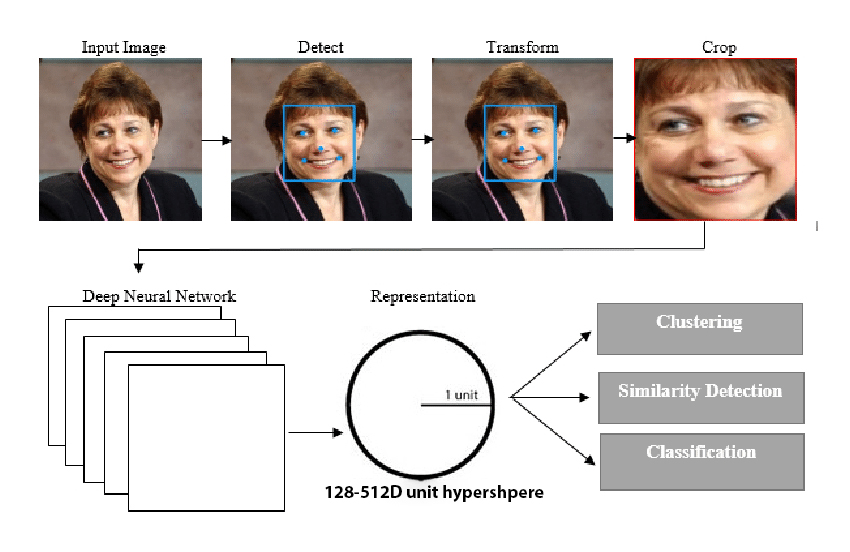 Input Image
Detect
Transform
Crop
Deep Neural Network
Representation
1 unit
128-512D unit hypershpere
Clustering
Similarity Detection
Classification